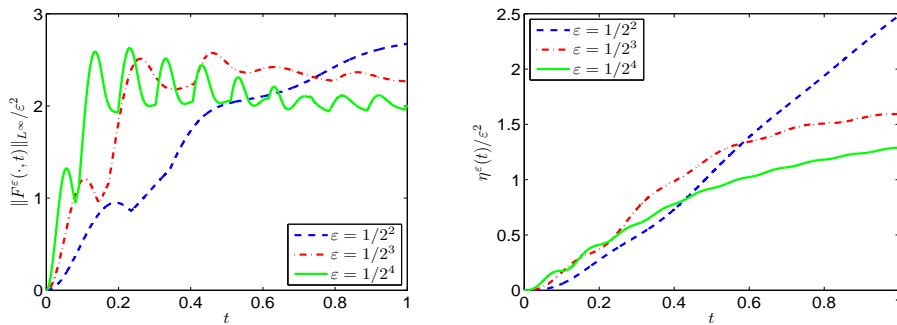 3
2
1
0
0
0.2
0.4
0.6
0.8
1
t
‖F^ε(·, t)‖_{L^∞}/ε^2
ε = 1/2^2
ε = 1/2^3
ε = 1/2^4
2.5
2
1.5
1
0.5
0
0
0.2
0.4
0.6
0.8
1
t
η^ε(t)/ε^2
ε = 1/2^2
ε = 1/2^3
ε = 1/2^4